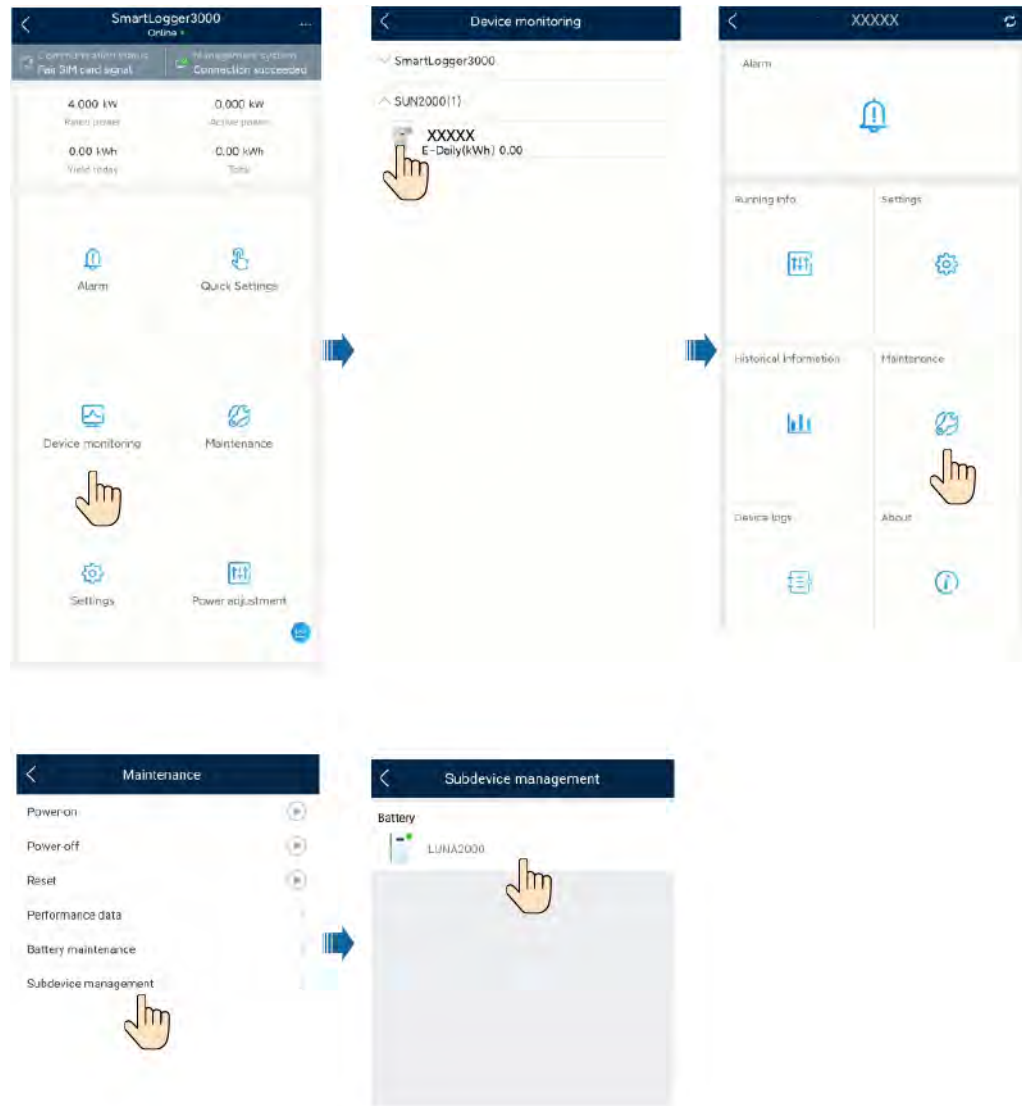 SmartLogger3000
Online
...
Communication status
Fair SIM card signal
Management system
Connection succeeded
4.000 kW
0.000 kW
Rated power
Active power
0.00 kWh
0.00 kWh
Yield today
Total
Alarm
Quick Settings
Device monitoring
Maintenance
Settings
Power adjustment
Device monitoring
SmartLogger3000
SUN2000(1)
XXXXX
E-Daily(kWh) 0.00
XXXXX
Alarm
Running info
Settings
Historical Information
Maintenance
Device logs
About
Maintenance
Power-on
Power-off
Reset
Performance data
Battery maintenance
Subdevice management
Subdevice management
Battery
LUNA2000